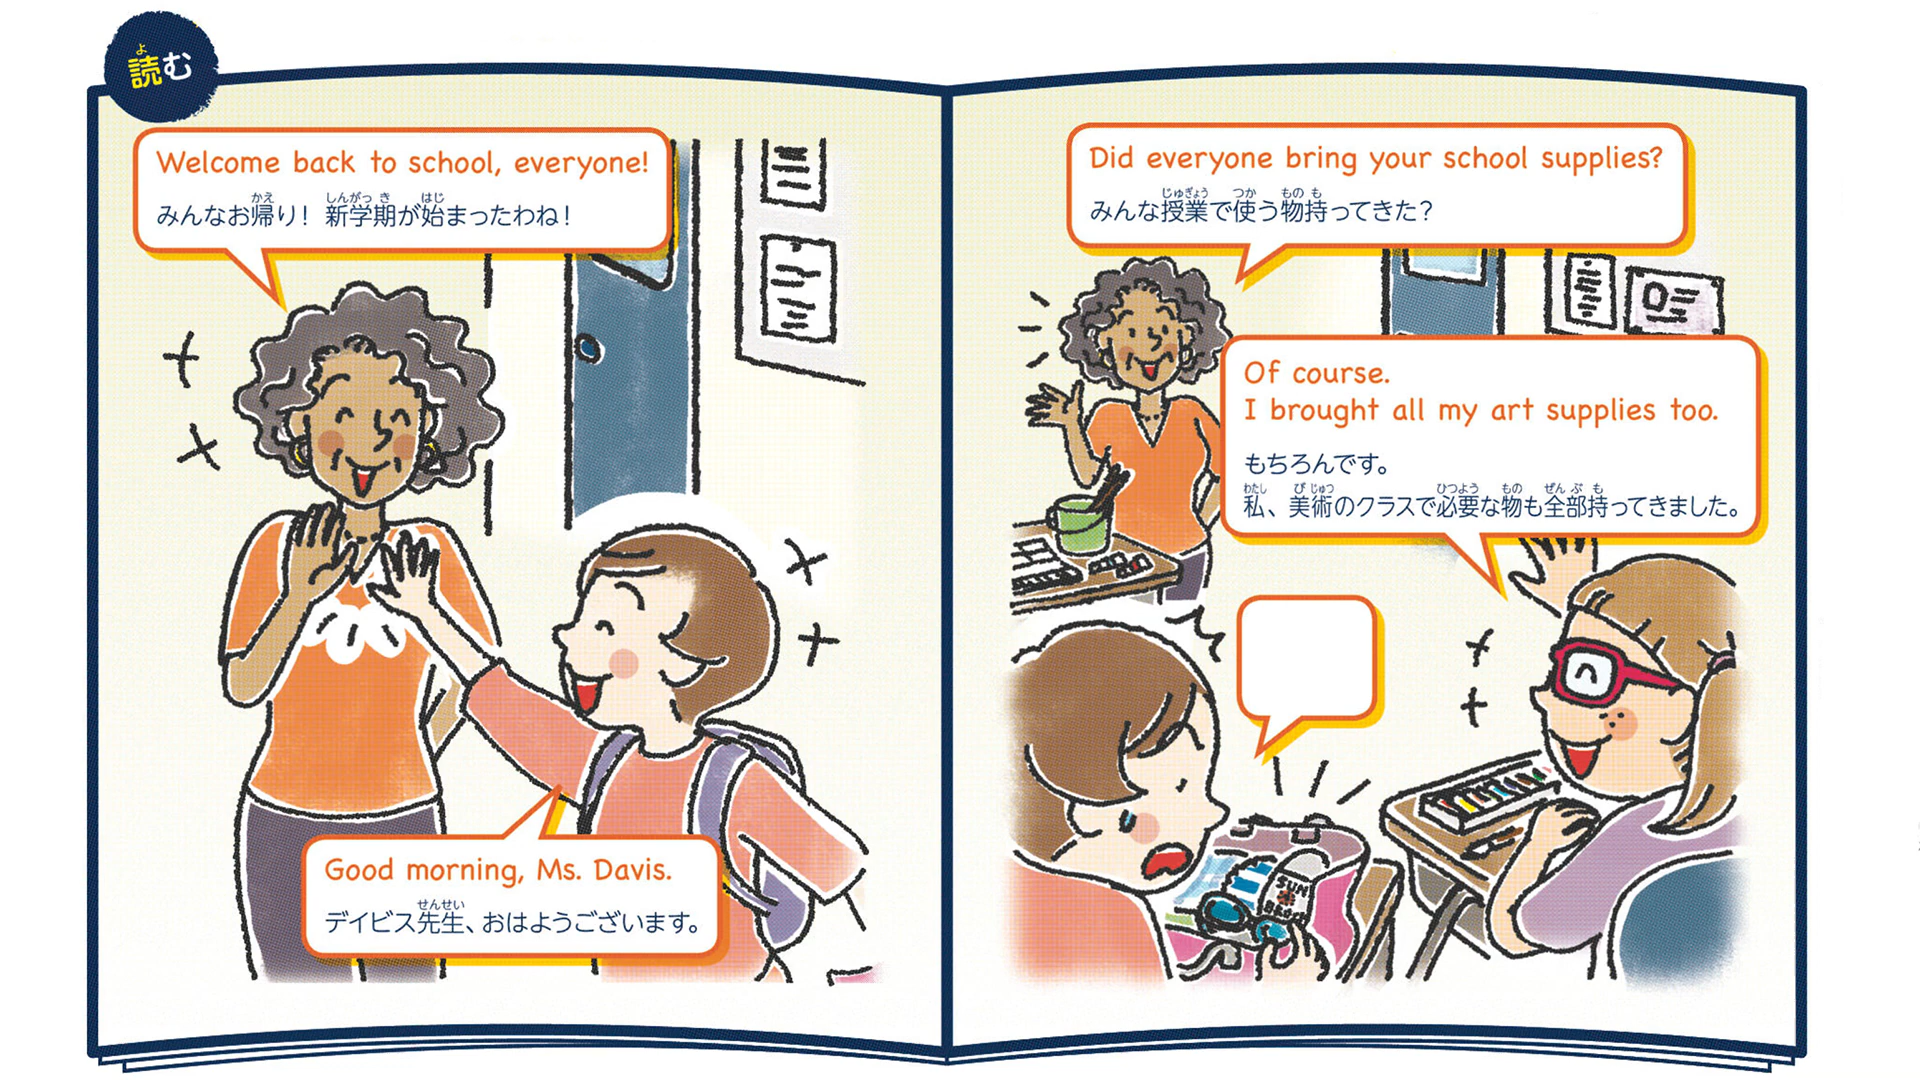 読む
Welcome back to school, everyone!
みんなお帰り! 新学期が始まったわね!
Good morning, Ms. Davis.
デイビス先生、おはようございます。
Did everyone bring your school supplies?
みんな授業で使う物持ってきた?
Of course.
I brought all my art supplies too.
もちろんです。
私、美術のクラスで必要な物も全部持ってきました。
SUN